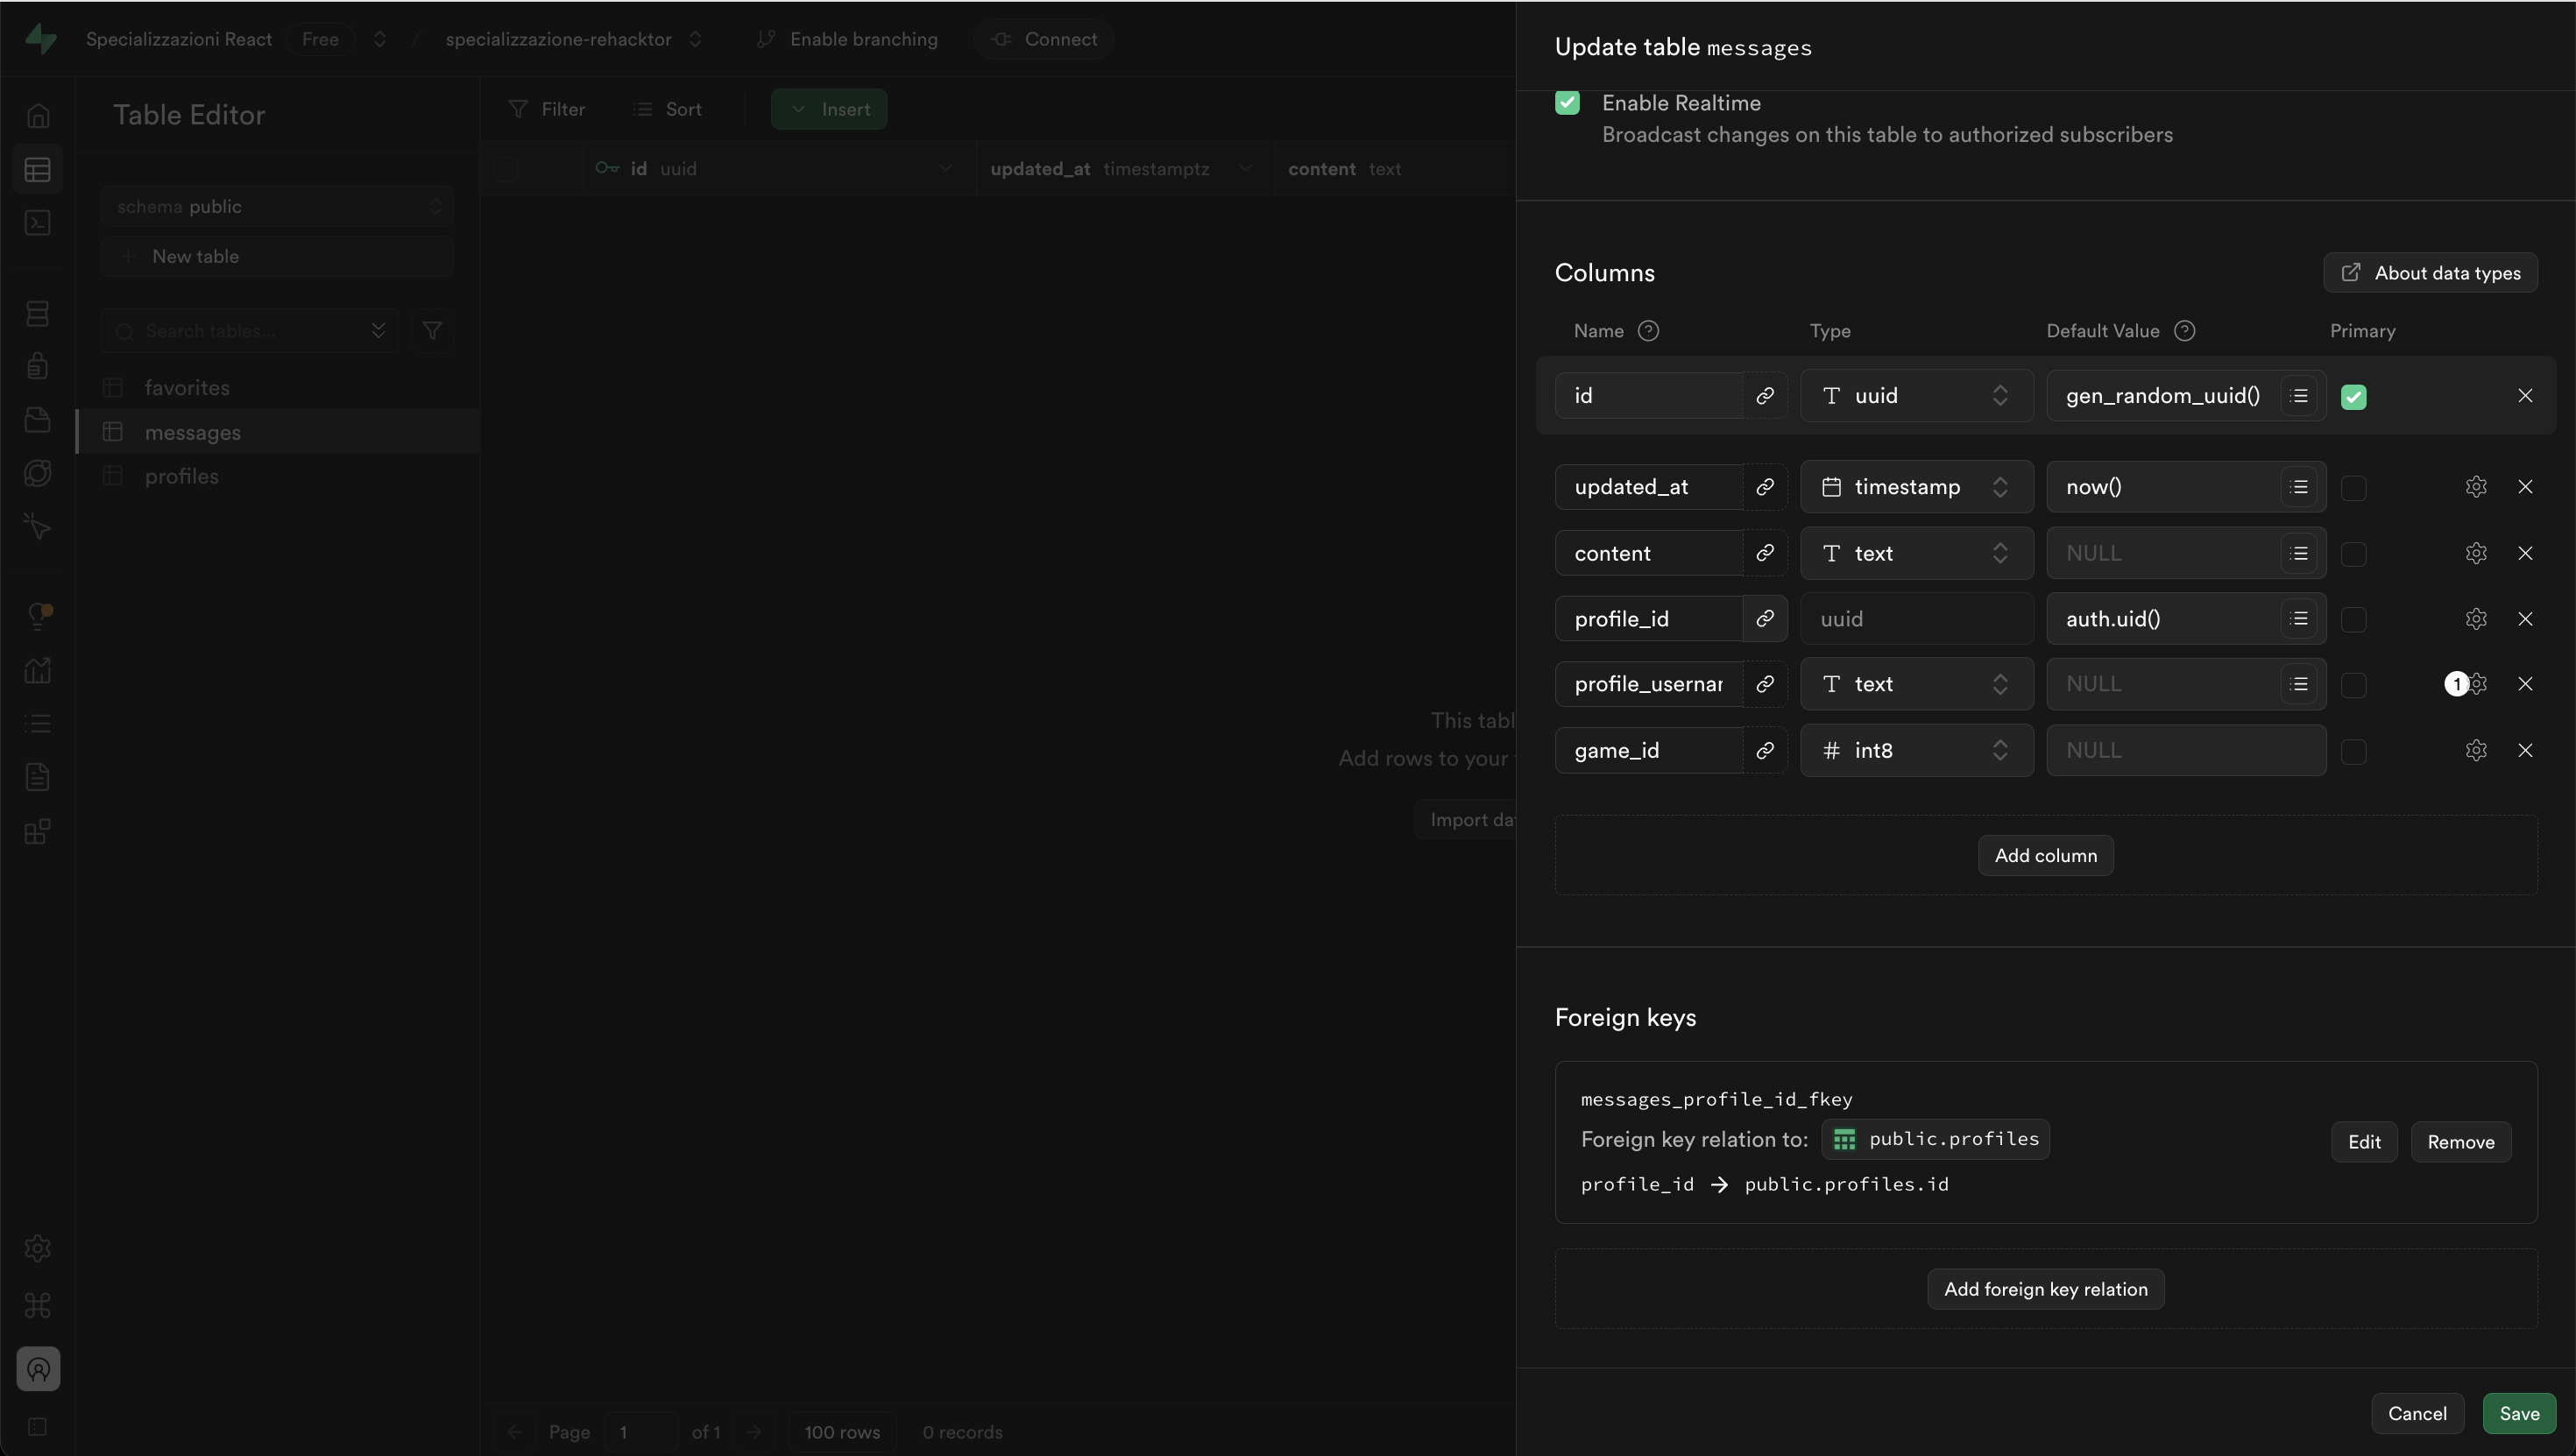 Specializzazioni React Free / specializzazione-rehacktor Enable branching Connect
Table Editor
schema public
New table
Search tables...
favorites
messages
profiles
Filter Sort Insert
id uuid updated_at timestamptz content text
This tabl
Add rows to your
Import da
Page 1 of 1 100 rows 0 records
Update table messages
Enable Realtime
Broadcast changes on this table to authorized subscribers
Columns About data types
Name Type Default Value Primary
id uuid gen_random_uuid()
updated_at timestamp now()
content text NULL
profile_id uuid auth.uid()
profile_usernar text NULL 1
game_id int8 NULL
Add column
Foreign keys
messages_profile_id_fkey
Foreign key relation to: public.profiles
Edit Remove
profile_id → public.profiles.id
Add foreign key relation
Cancel Save